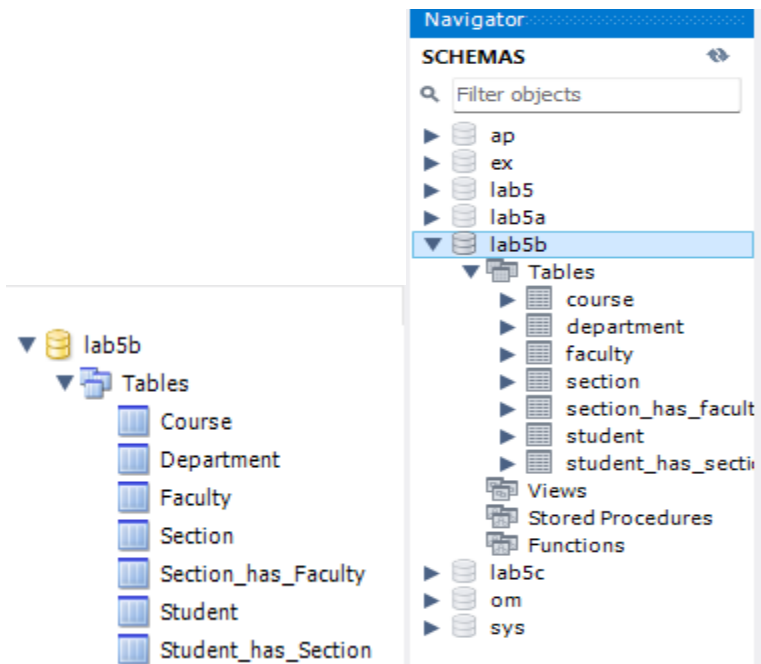 lab5b
Tables
Course
Department
Faculty
Section
Section_has_Faculty
Student
Student_has_Section
Navigator
SCHEMAS
Filter objects
ap
ex
lab5
lab5a
lab5b
Tables
course
department
faculty
section
section_has_facult
student
student_has_secti
Views
Stored Procedures
Functions
lab5c
om
sys